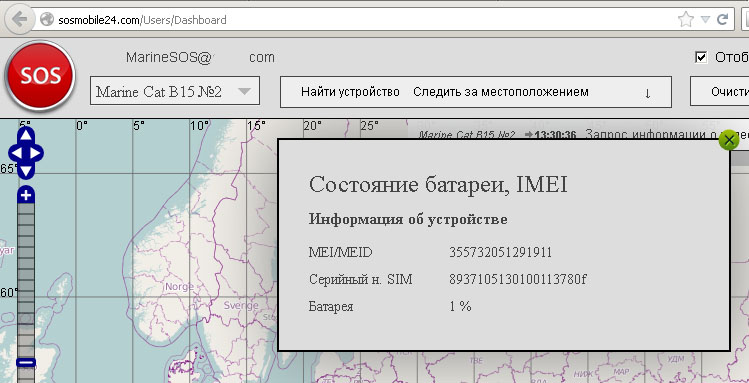 sosmobile24.com/Users/Dashboard
SOS
MarineSOS@ com
Отоб
Marine Cat B15 №2
Найти устройство Следить за местоположением ↓
Очисти
5° 0° 5° 10° 15° 20° 25°
Marine Cat B15 №2 ➔13:30:36 Запрос информации о
65°
Состояние батареи, IMEI
Информация об устройстве
MEI/MEID 355732051291911
Серийный н. SIM 8937105130100113780f
Батарея 1 %
60°
Norge
Sverige